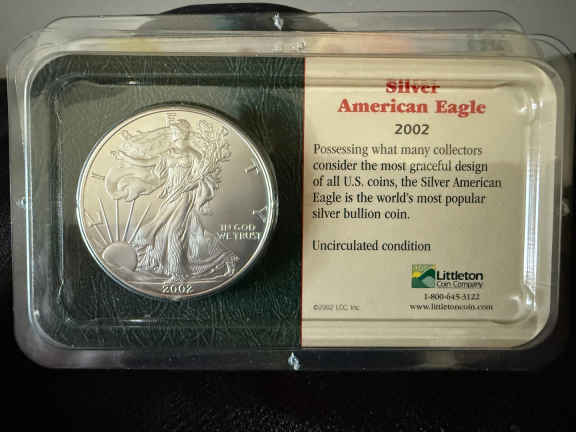 LIBERTY
IN GOD
WE TRUST
2002
Silver
American Eagle
2002
Possessing what many collectors
consider the most graceful design
of all U.S. coins, the Silver American
Eagle is the world's most popular
silver bullion coin.
Uncirculated condition
Littleton
Coin Company
1-800-645-3122
©2002 LCC, Inc.
www.littletoncoin.com